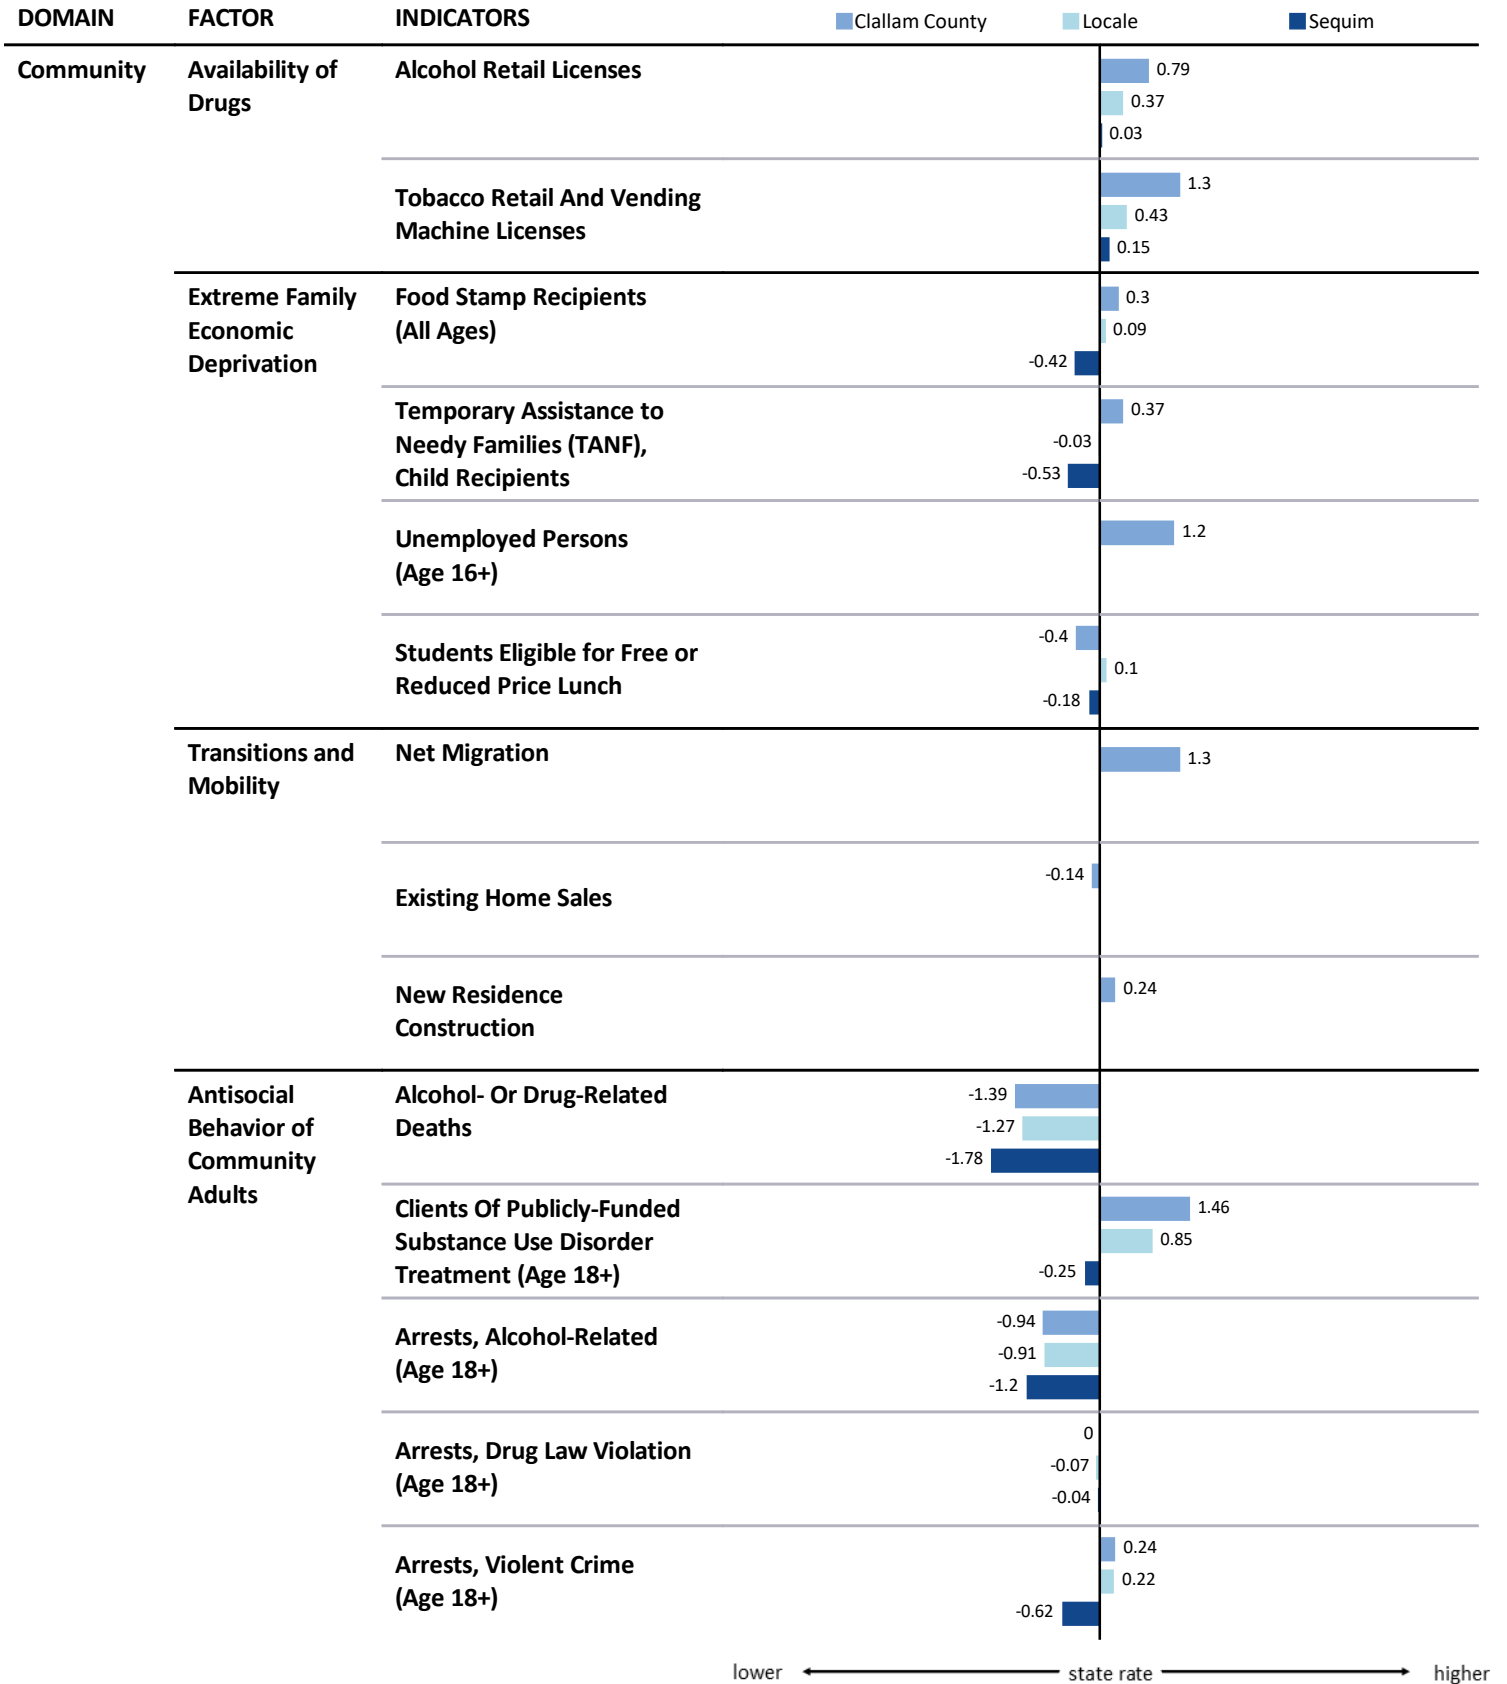 DOMAIN FACTOR INDICATORS Clallam County Locale Sequim
Community Availability of Drugs Alcohol Retail Licenses
0.79
0.37
0.03
Tobacco Retail And Vending
Machine Licenses
1.3
0.43
0.15
Extreme Family
Economic
Deprivation
Food Stamp Recipients
(All Ages)
0.3
0.09
-0.42
Temporary Assistance to
Needy Families (TANF),
Child Recipients
0.37
-0.03
-0.53
Unemployed Persons
(Age 16+)
1.2
Students Eligible for Free or
Reduced Price Lunch
-0.4
0.1
-0.18
Transitions and
Mobility
Net Migration
1.3
Existing Home Sales
-0.14
New Residence
Construction
0.24
Antisocial
Behavior of
Community
Adults
Alcohol- Or Drug-Related
Deaths
-1.39
-1.27
-1.78
Clients Of Publicly-Funded
Substance Use Disorder
Treatment (Age 18+)
1.46
0.85
-0.25
Arrests, Alcohol-Related
(Age 18+)
-0.94
-0.91
-1.2
Arrests, Drug Law Violation
(Age 18+)
0
-0.07
-0.04
Arrests, Violent Crime
(Age 18+)
0.24
0.22
-0.62
lower state rate higher